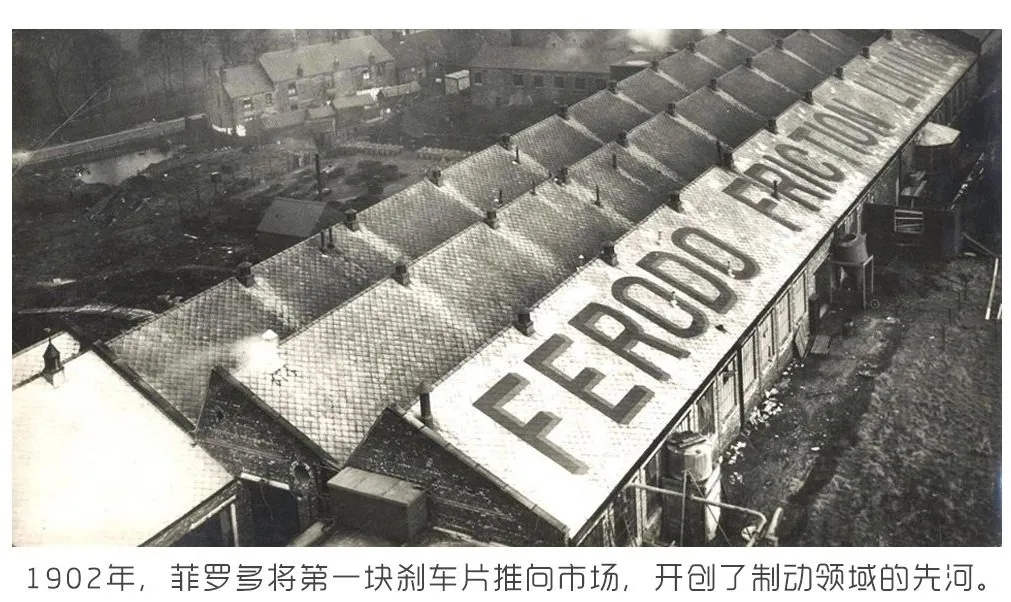 FERODO FRICTION LININ
1902年，菲罗多将第一块刹车片推向市场，开创了制动领域的先河。